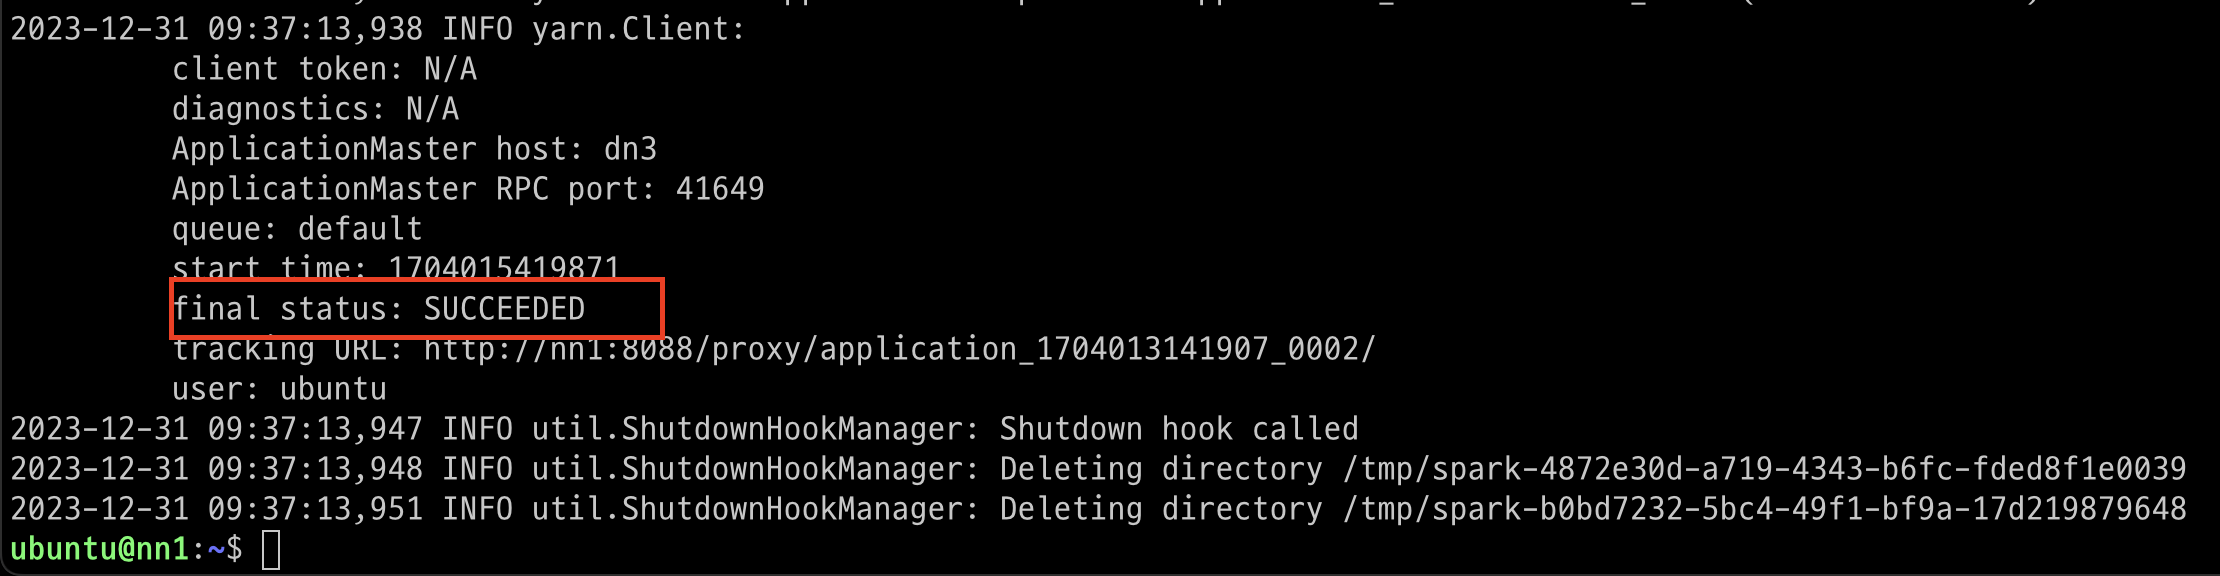 2023-12-31 09:37:13,938 INFO yarn.Client:
client token: N/A
diagnostics: N/A
ApplicationMaster host: dn3
ApplicationMaster RPC port: 41649
queue: default
start time: 1704015419871
final status: SUCCEEDED
tracking URL: http://nn1:8088/proxy/application_1704013141907_0002/
user: ubuntu
2023-12-31 09:37:13,947 INFO util.ShutdownHookManager: Shutdown hook called
2023-12-31 09:37:13,948 INFO util.ShutdownHookManager: Deleting directory /tmp/spark-4872e30d-a719-4343-b6fc-fded8f1e0039
2023-12-31 09:37:13,951 INFO util.ShutdownHookManager: Deleting directory /tmp/spark-b0bd7232-5bc4-49f1-bf9a-17d219879648
ubuntu@nn1:~$